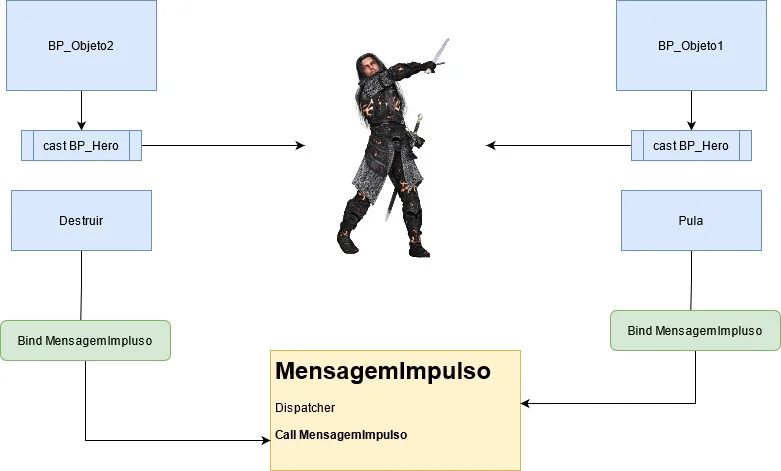 BP_Objeto2
BP_Objeto1
cast BP_Hero
cast BP_Hero
Destruir
Pula
Bind MensagemImpluso
Bind MensagemImpluso
MensagemImpulso
Dispatcher
Call MensagemImpulso